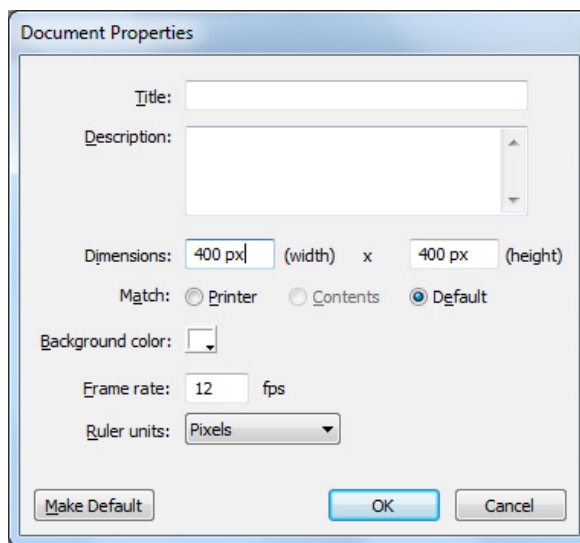 Document Properties
Title:
Description:
Dimensions: 400 px (width) x 400 px (height)
Match: Printer Contents Default
Background color:
Frame rate: 12 fps
Ruler units: Pixels
Make Default OK Cancel